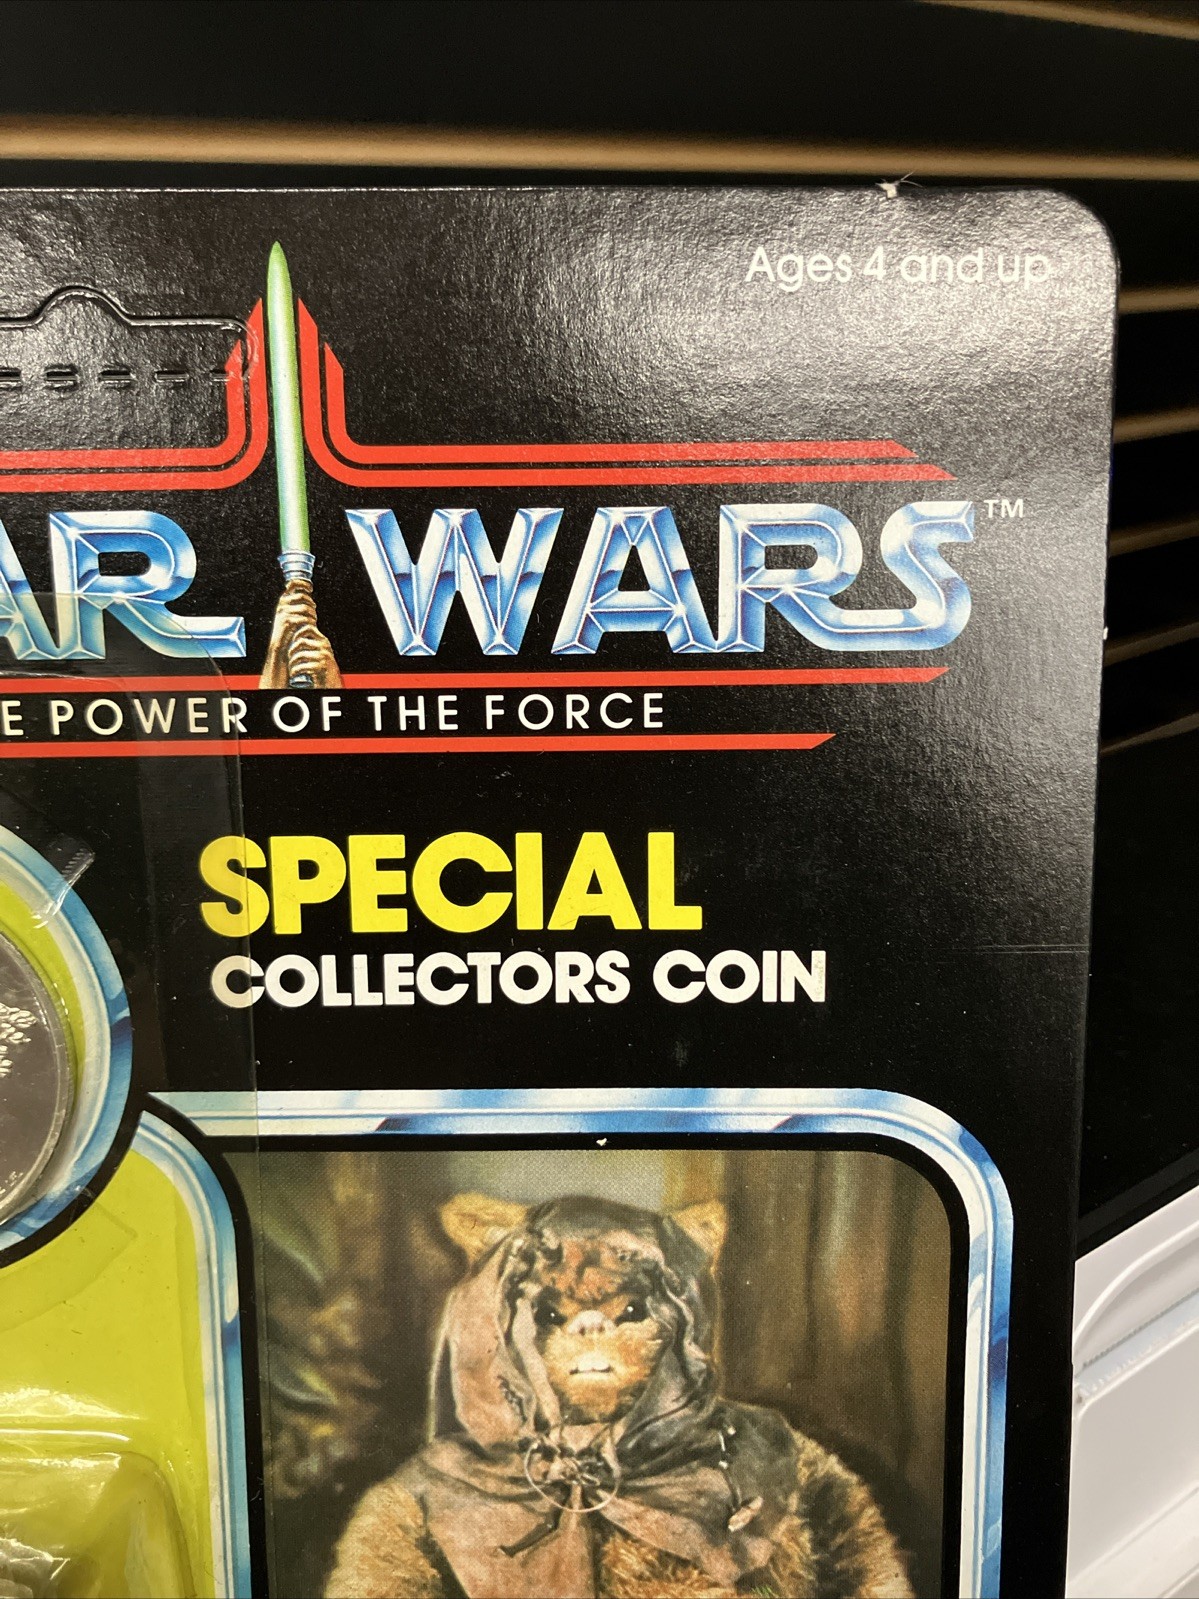 Ages 4 and up
AR WARS™
E POWER OF THE FORCE
SPECIAL
COLLECTORS COIN